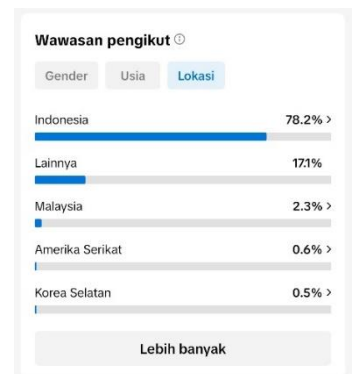 Wawasan pengikut
Gender Usia Lokasi
Indonesia 78.2% >
Lainnya 17.1%
Malaysia 2.3% >
Amerika Serikat 0.6% >
Korea Selatan 0.5% >
Lebih banyak